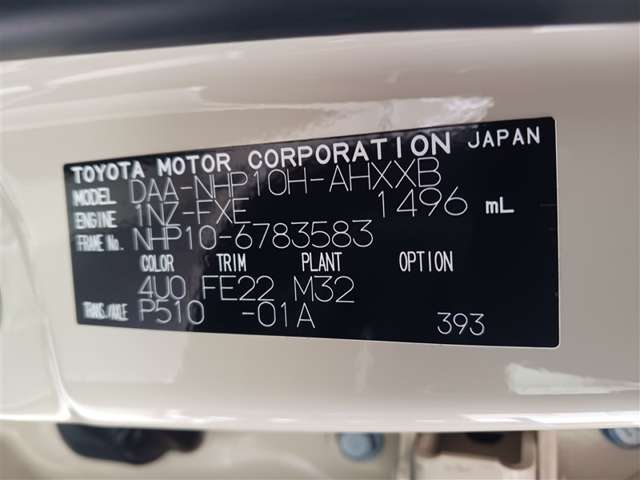 TOYOTA MOTOR CORPORATION JAPAN
MODEL DAA-NHP10H-AHXXB
ENGINE 1NZ-FXE 1496 mL
FRAME No. NHP10-6783583
COLOR TRIM PLANT OPTION
4U0 FE22 M32
TRANS./AXLE P510 -01A 393